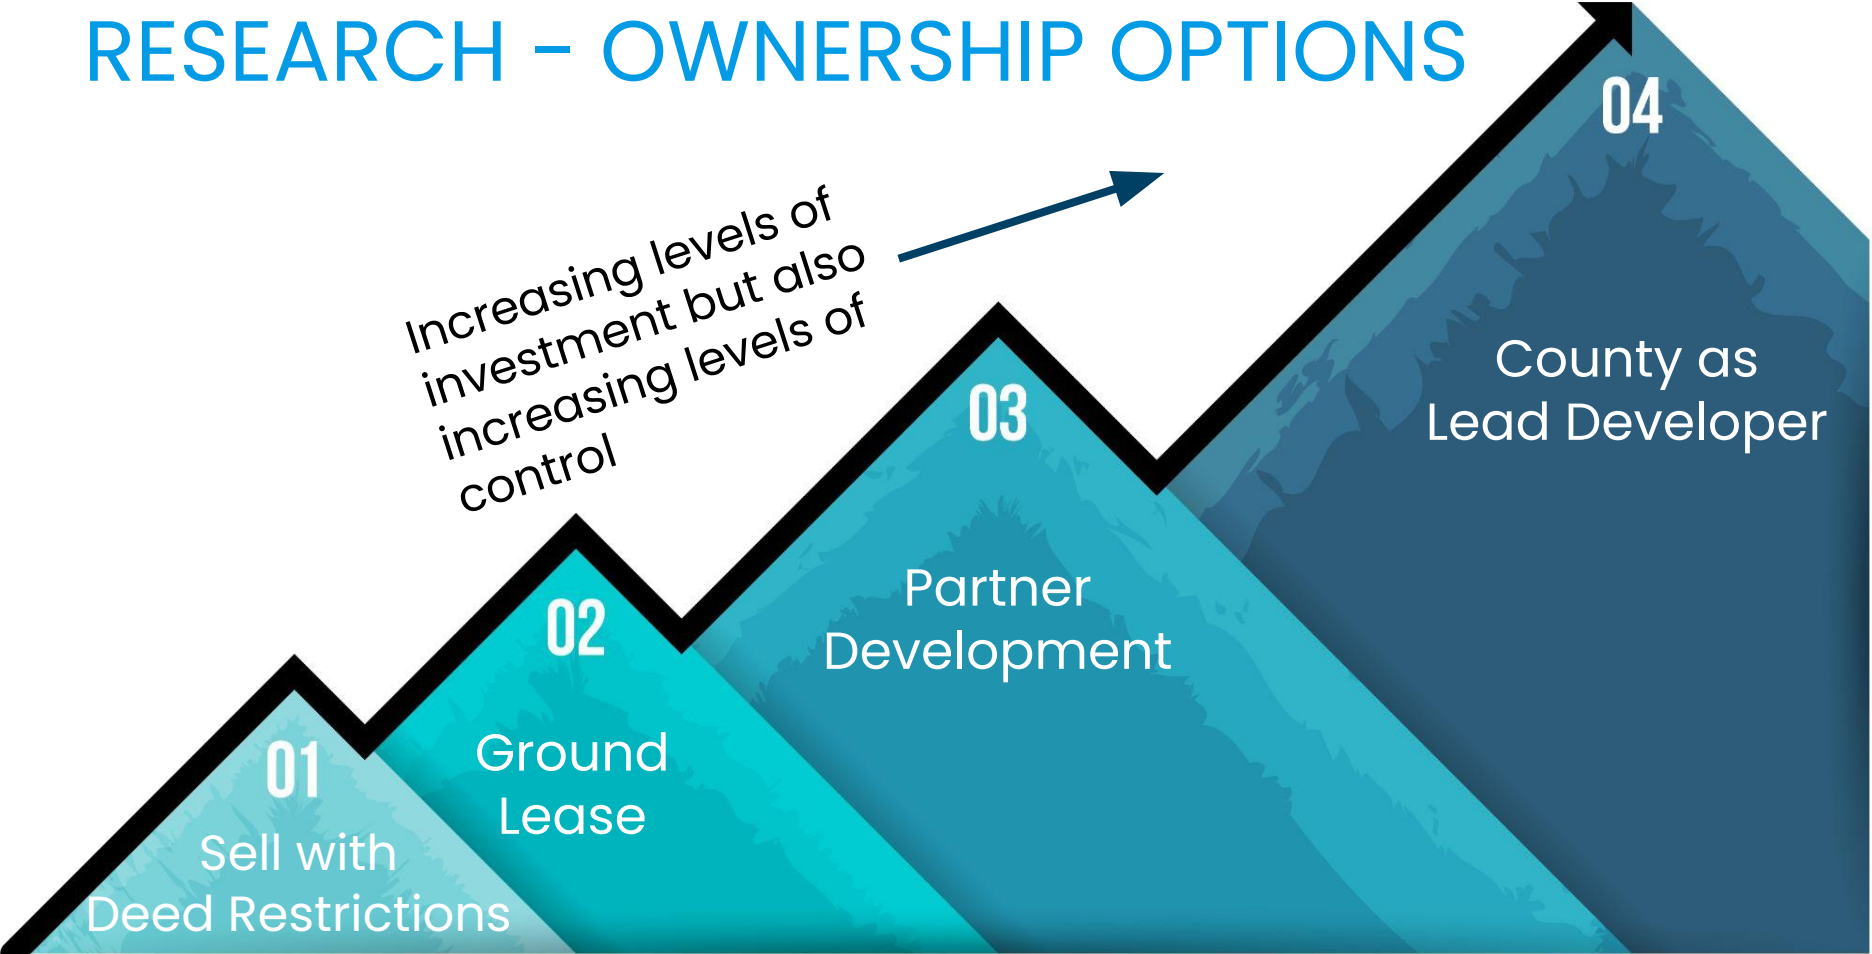 RESEARCH - OWNERSHIP OPTIONS
Increasing levels of
investment but also
increasing levels of
control
01
Sell with
Deed Restrictions
02
Ground
Lease
03
Partner
Development
04
County as
Lead Developer